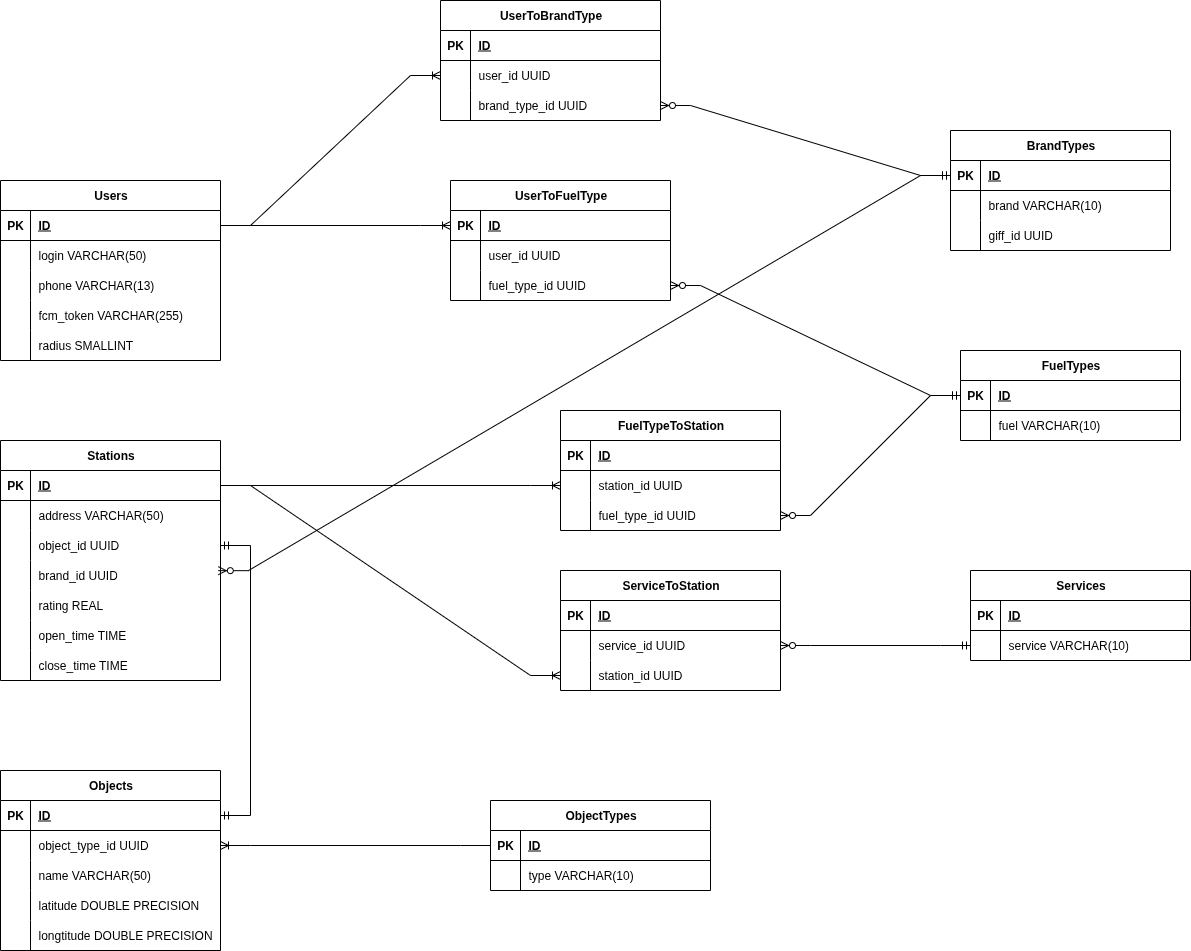 UserToBrandType
PK ID
user_id UUID
brand_type_id UUID
BrandTypes
PK ID
brand VARCHAR(10)
giff_id UUID
Users
PK ID
login VARCHAR(50)
phone VARCHAR(13)
fcm_token VARCHAR(255)
radius SMALLINT
UserToFuelType
PK ID
user_id UUID
fuel_type_id UUID
FuelTypes
PK ID
fuel VARCHAR(10)
FuelTypeToStation
PK ID
station_id UUID
fuel_type_id UUID
Stations
PK ID
address VARCHAR(50)
object_id UUID
brand_id UUID
rating REAL
open_time TIME
close_time TIME
ServiceToStation
PK ID
service_id UUID
station_id UUID
Services
PK ID
service VARCHAR(10)
Objects
PK ID
object_type_id UUID
name VARCHAR(50)
latitude DOUBLE PRECISION
longtitude DOUBLE PRECISION
ObjectTypes
PK ID
type VARCHAR(10)